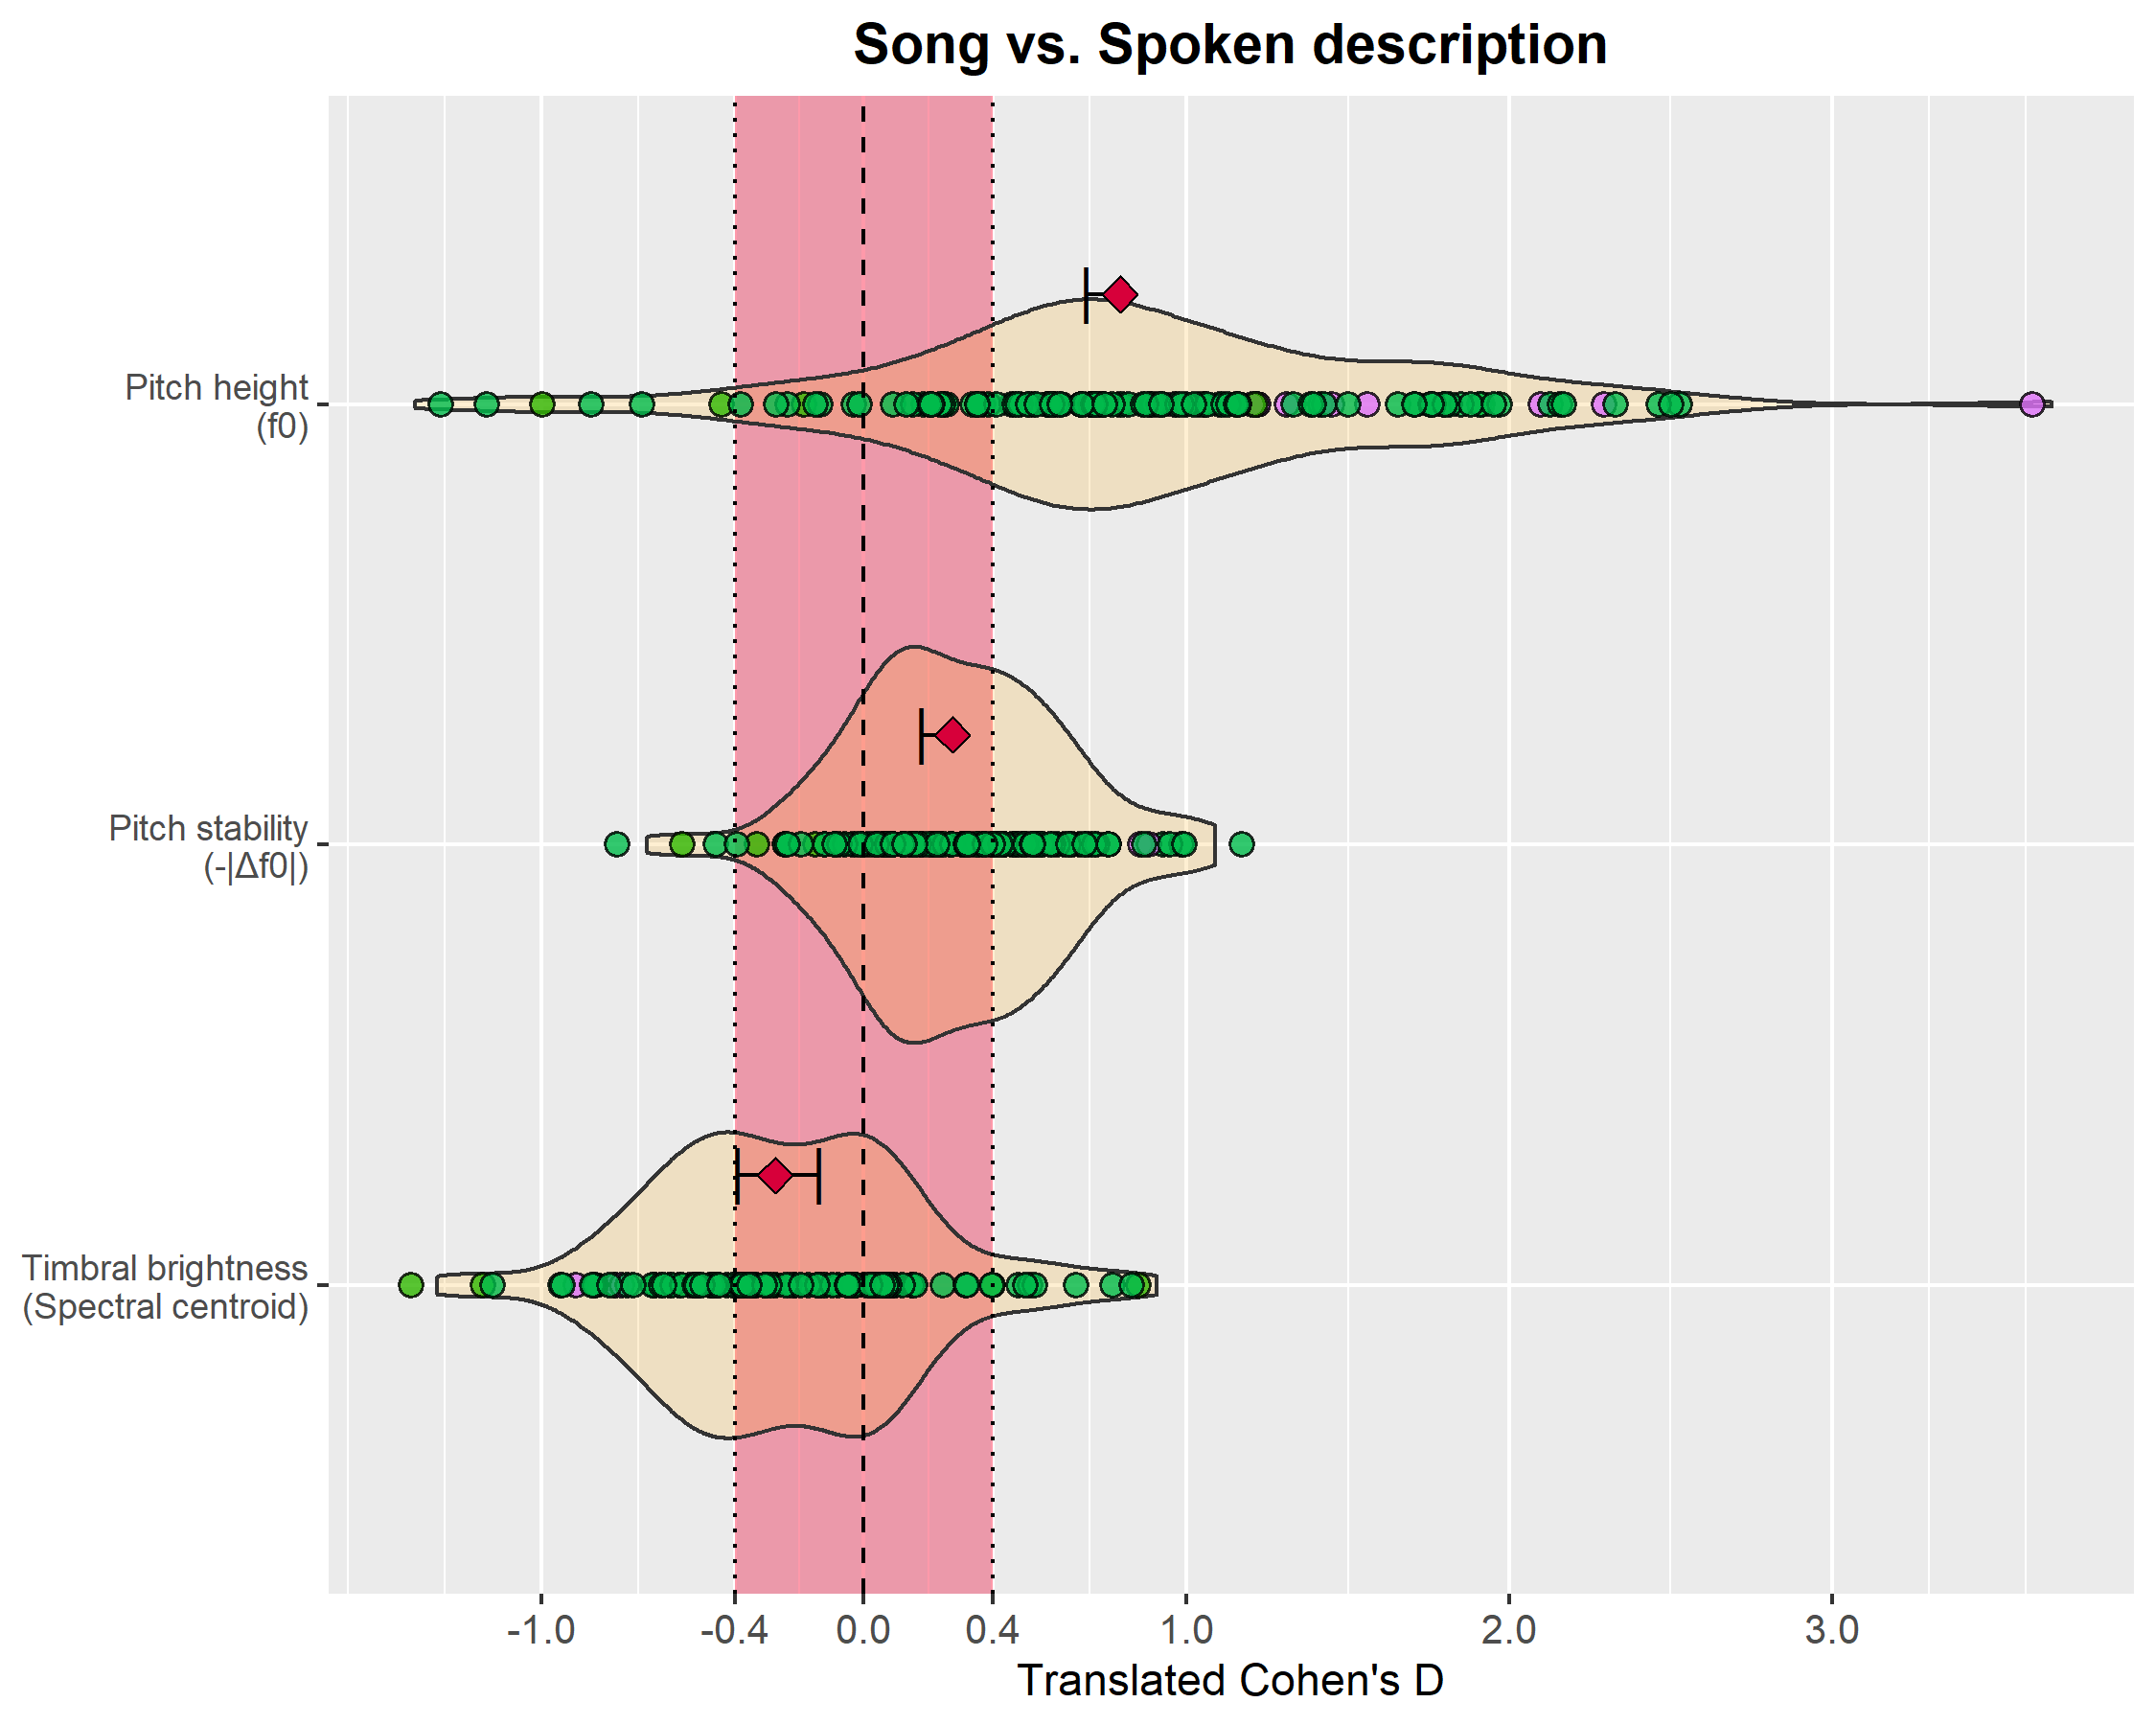 Song vs. Spoken description
Pitch height
(f0)
Pitch stability
(-|Δf0|)
Timbral brightness
(Spectral centroid)
-1.0 -0.4 0.0 0.4 1.0 2.0 3.0
Translated Cohen's D